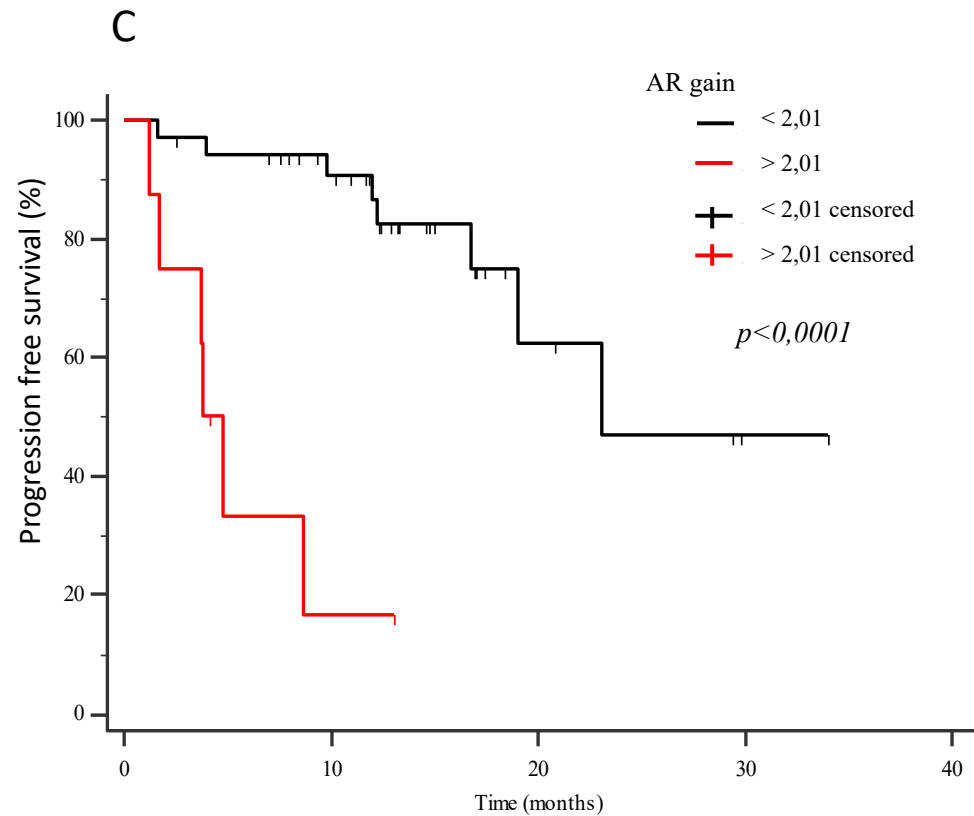 C
AR gain
< 2,01
> 2,01
< 2,01 censored
> 2,01 censored
p<0,0001
Progression free survival (%)
100
80
60
40
20
0
0 10 20 30 40
Time (months)